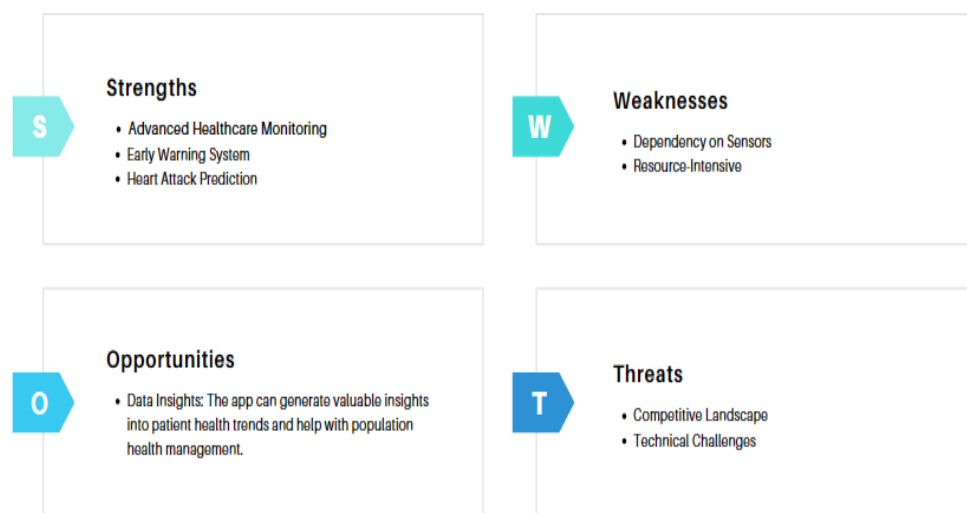 S
Strengths
• Advanced Healthcare Monitoring
• Early Warning System
• Heart Attack Prediction
W
Weaknesses
• Dependency on Sensors
• Resource-Intensive
O
Opportunities
• Data Insights: The app can generate valuable insights
into patient health trends and help with population
health management.
T
Threats
• Competitive Landscape
• Technical Challenges